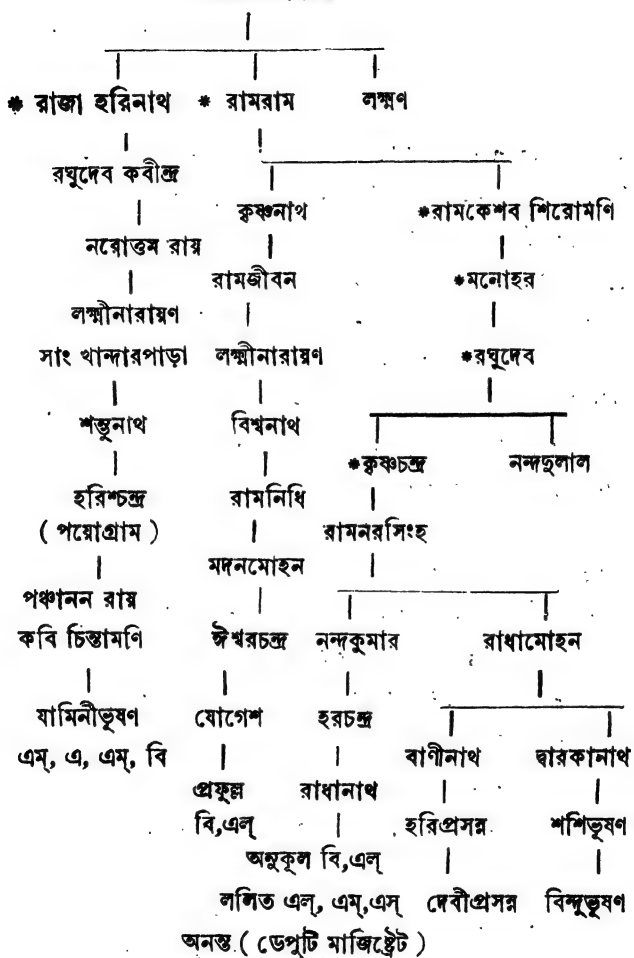 * রাজা হরিনাথ * রামরাম লক্ষ্মণ
রঘুদেব কবীন্দ্র
কৃষ্ণনাথ *রামকেশব শিরোমণি
নরোত্তম রায়
রামজীবন *মনোহর
লক্ষ্মীনারায়ণ
সাং খান্দারপাড়া লক্ষ্মীনারায়ণ *রঘুদেব
শম্ভুনাথ বিশ্বনাথ
*কৃষ্ণচন্দ্র নন্দদুলাল
হরিশ্চন্দ্র রামনিধি
( পয়োগ্রাম ) রামনরসিংহ
মদনমোহন
পঞ্চানন রায়
কবি চিন্তামণি ঈশ্বরচন্দ্র নন্দকুমার রাধামোহন
যামিনীভূষণ যোগেশ হরচন্দ্র
এম্, এ, এম্, বি বাণীনাথ দ্বারকানাথ
প্রফুল্ল রাধানাথ
বি,এল্ হরিপ্রসন্ন শশিভূষণ
অনুকূল বি,এল্
ললিত এল্, এম্,এস্ দেবীপ্রসন্ন বিন্দুভূষণ
অনন্ত ( ডেপুটি মাজিষ্ট্রেট )